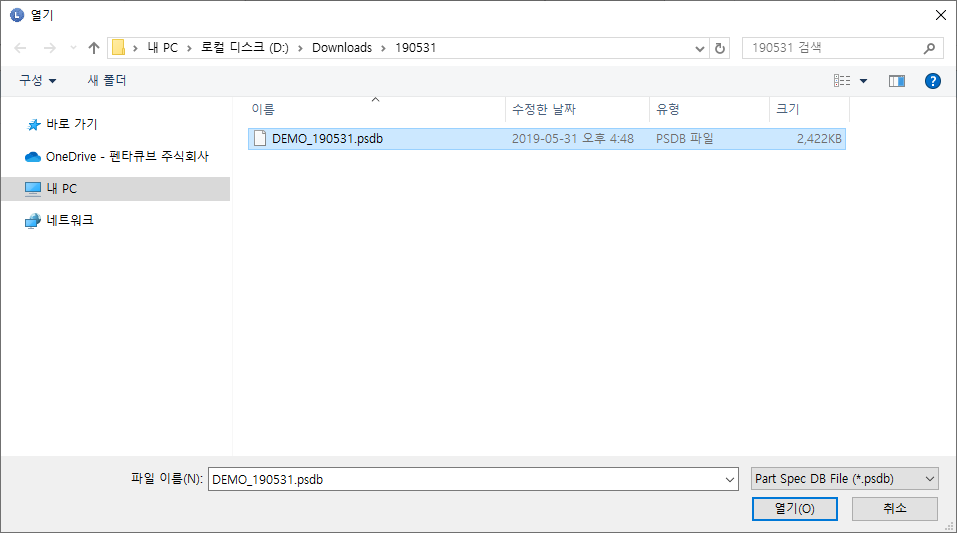 열기
내 PC > 로컬 디스크 (D:) > Downloads > 190531
190531 검색
구성 새 폴더
이름 수정한 날짜 유형 크기
바로 가기
OneDrive - 펜타큐브 주식회사
내 PC
네트워크
DEMO_190531.psdb 2019-05-31 오후 4:48 PSDB 파일 2,422KB
파일 이름(N): DEMO_190531.psdb Part Spec DB File (*.psdb)
열기(O) 취소